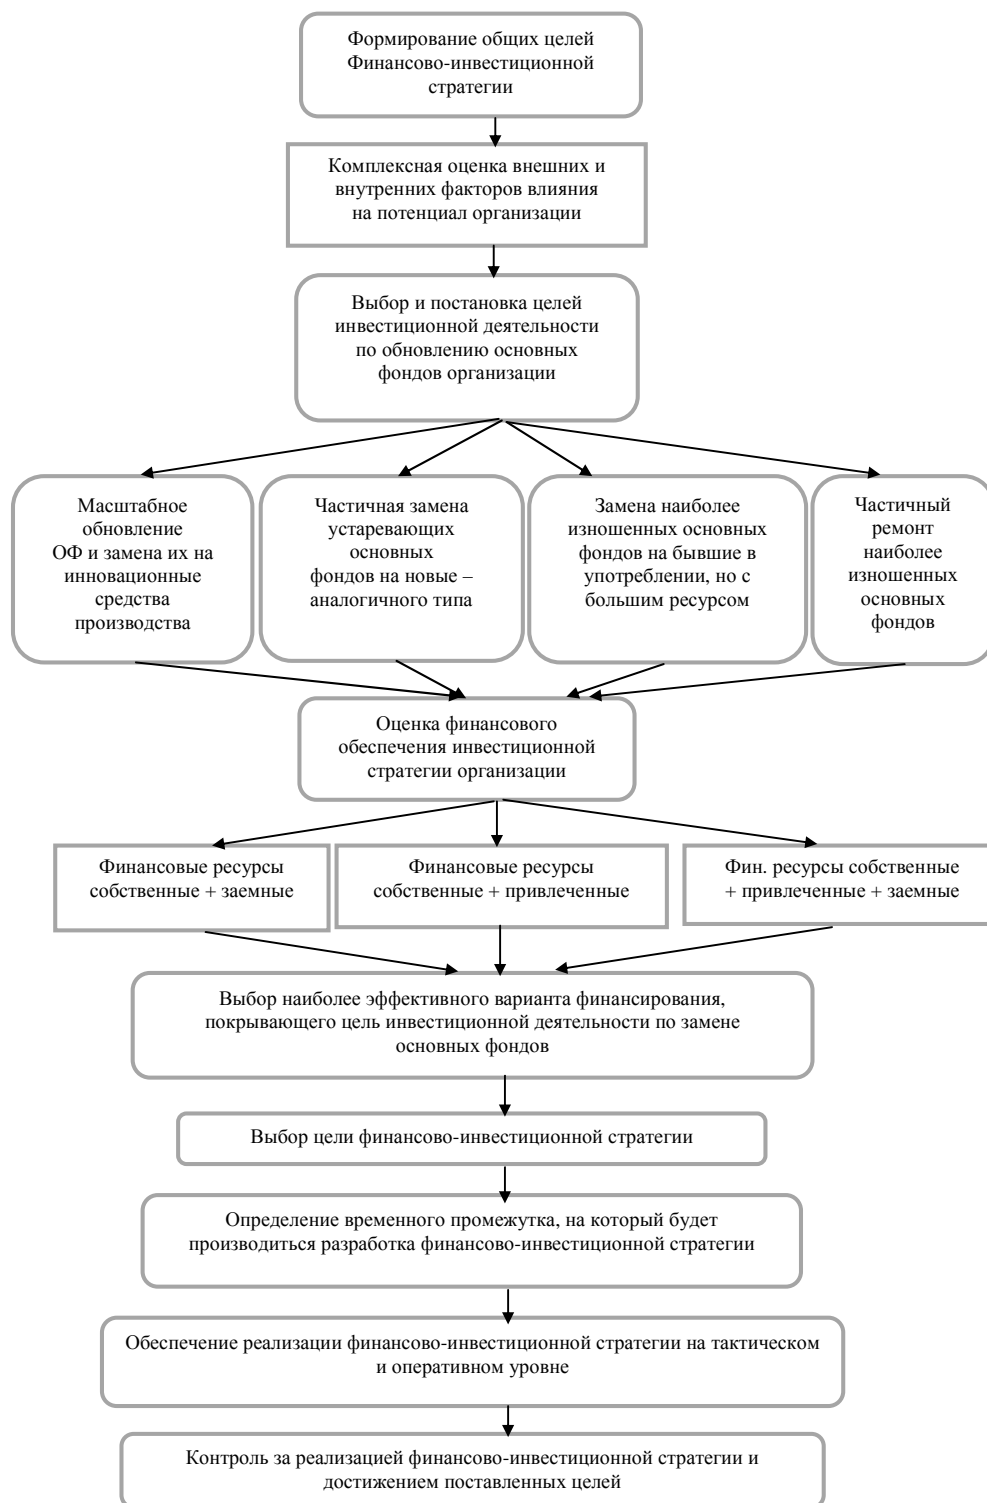 Формирование общих целей
Финансово-инвестиционной
стратегии
Комплексная оценка внешних и
внутренних факторов влияния
на потенциал организации
Выбор и постановка целей
инвестиционной деятельности
по обновлению основных
фондов организации
Масштабное
обновление
ОФ и замена их на
инновационные
средства
производства
Частичная замена
устаревающих
основных
фондов на новые –
аналогичного типа
Замена наиболее
изношенных основных
фондов на бывшие в
употреблении, но с
большим ресурсом
Частичный
ремонт
наиболее
изношенных
основных
фондов
Оценка финансового
обеспечения инвестиционной
стратегии организации
Финансовые ресурсы
собственные + заемные
Финансовые ресурсы
собственные + привлеченные
Фин. ресурсы собственные
+ привлеченные + заемные
Выбор наиболее эффективного варианта финансирования,
покрывающего цель инвестиционной деятельности по замене
основных фондов
Выбор цели финансово-инвестиционной стратегии
Определение временного промежутка, на который будет
производиться разработка финансово-инвестиционной стратегии
Обеспечение реализации финансово-инвестиционной стратегии на тактическом
и оперативном уровне
Контроль за реализацией финансово-инвестиционной стратегии и
достижением поставленных целей